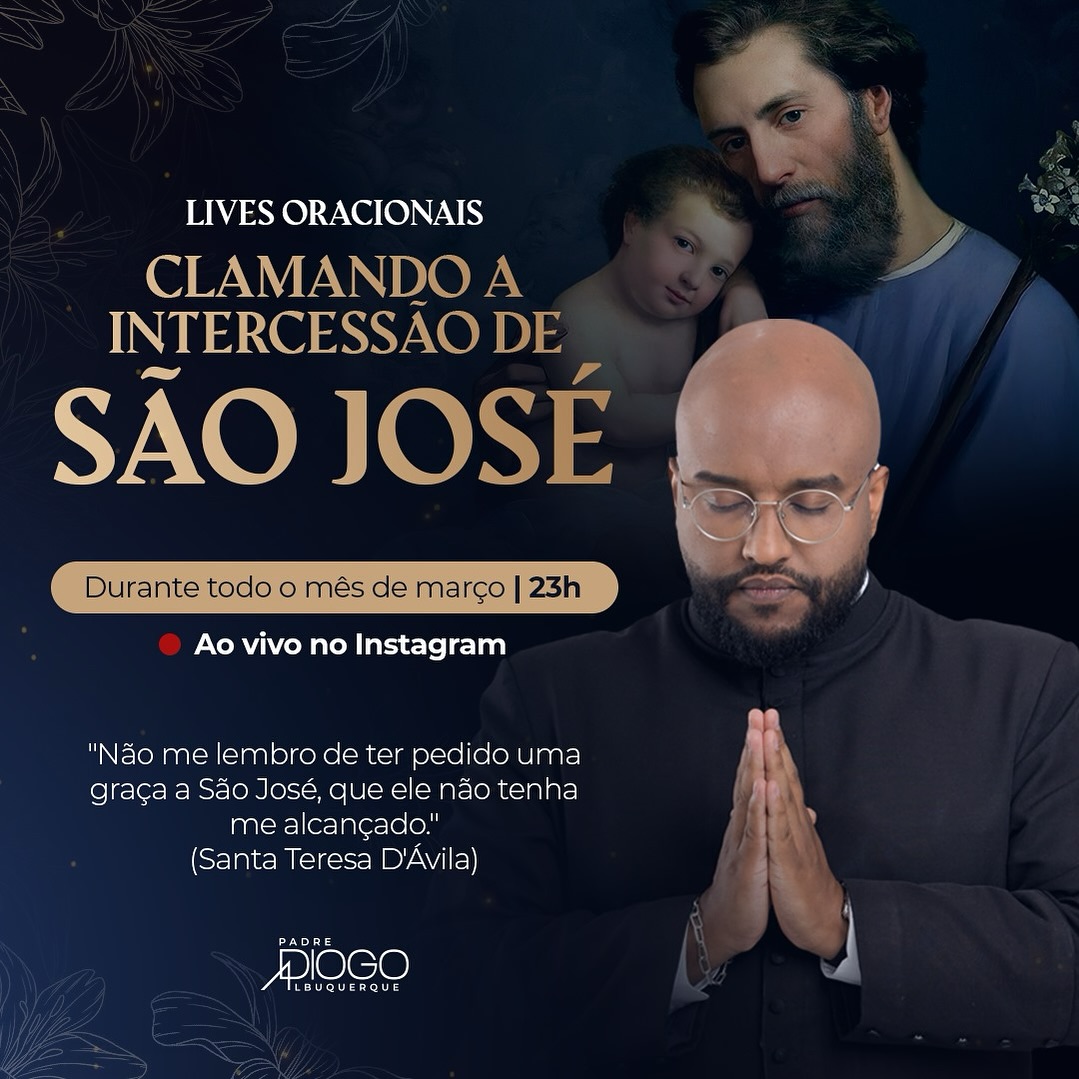 LIVES ORACIONAIS
CLAMANDO A
INTERCESSÃO DE
SÃO JOSÉ
Durante todo o mês de março | 23h
Ao vivo no Instagram
"Não me lembro de ter pedido uma
graça a São José, que ele não tenha
me alcançado."
(Santa Teresa D'Ávila)
PADRE
DIOGO
ALBUQUERQUE